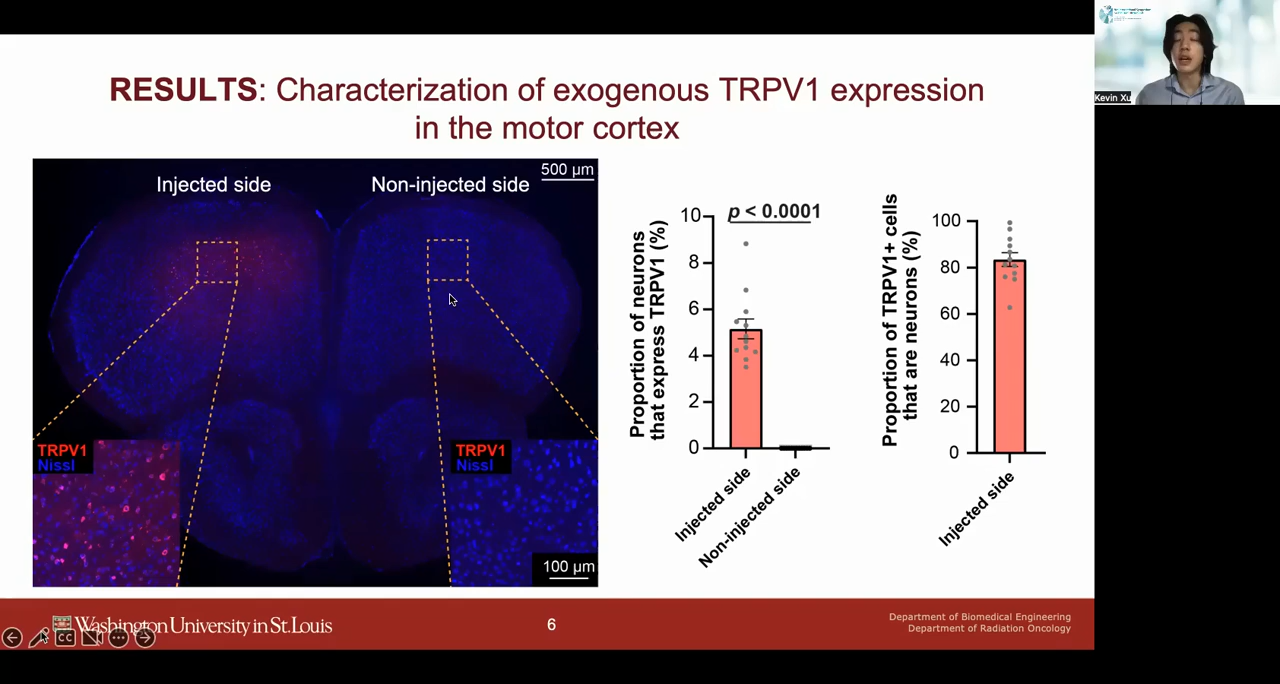 RESULTS: Characterization of exogenous TRPV1 expression
in the motor cortex
Injected side
Non-injected side
500 µm
TRPV1
Nissl
TRPV1
Nissl
100 µm
Proportion of neurons
that express TRPV1 (%)
10
8
6
4
2
0
p < 0.0001
Injected side
Non-injected side
Proportion of TRPV1+ cells
that are neurons (%)
100
80
60
40
20
0
Injected side
Washington University in St. Louis
6
Department of Biomedical Engineering
Department of Radiation Oncology
CC
Kevin Xu